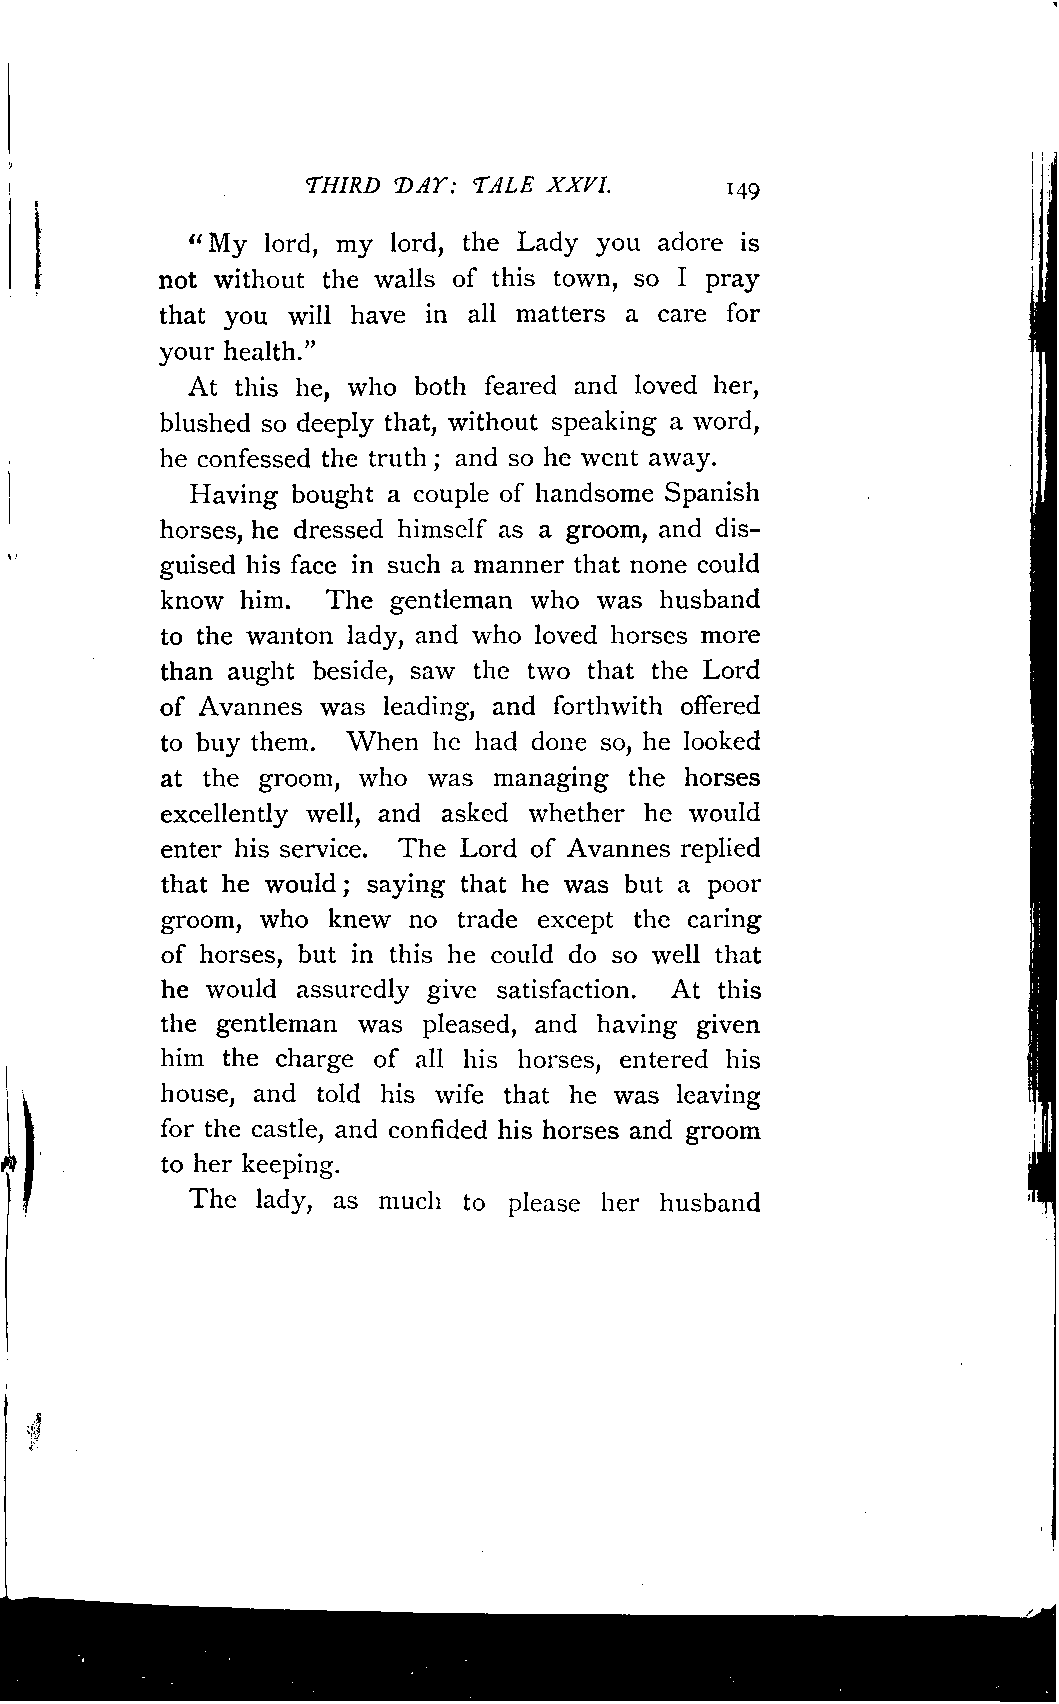 THIRD DAY: TALE XXVI. 149
"My lord, my lord, the Lady you adore is
not without the walls of this town, so I pray
that you will have in all matters a care for
your health."
At this he, who both feared and loved her,
blushed so deeply that, without speaking a word,
he confessed the truth; and so he went away.
Having bought a couple of handsome Spanish
horses, he dressed himself as a groom, and dis-
guised his face in such a manner that none could
know him. The gentleman who was husband
to the wanton lady, and who loved horses more
than aught beside, saw the two that the Lord
of Avannes was leading, and forthwith offered
to buy them. When he had done so, he looked
at the groom, who was managing the horses
excellently well, and asked whether he would
enter his service. The Lord of Avannes replied
that he would; saying that he was but a poor
groom, who knew no trade except the caring
of horses, but in this he could do so well that
he would assuredly give satisfaction. At this
the gentleman was pleased, and having given
him the charge of all his horses, entered his
house, and told his wife that he was leaving
for the castle, and confided his horses and groom
to her keeping.
The lady, as much to please her husband